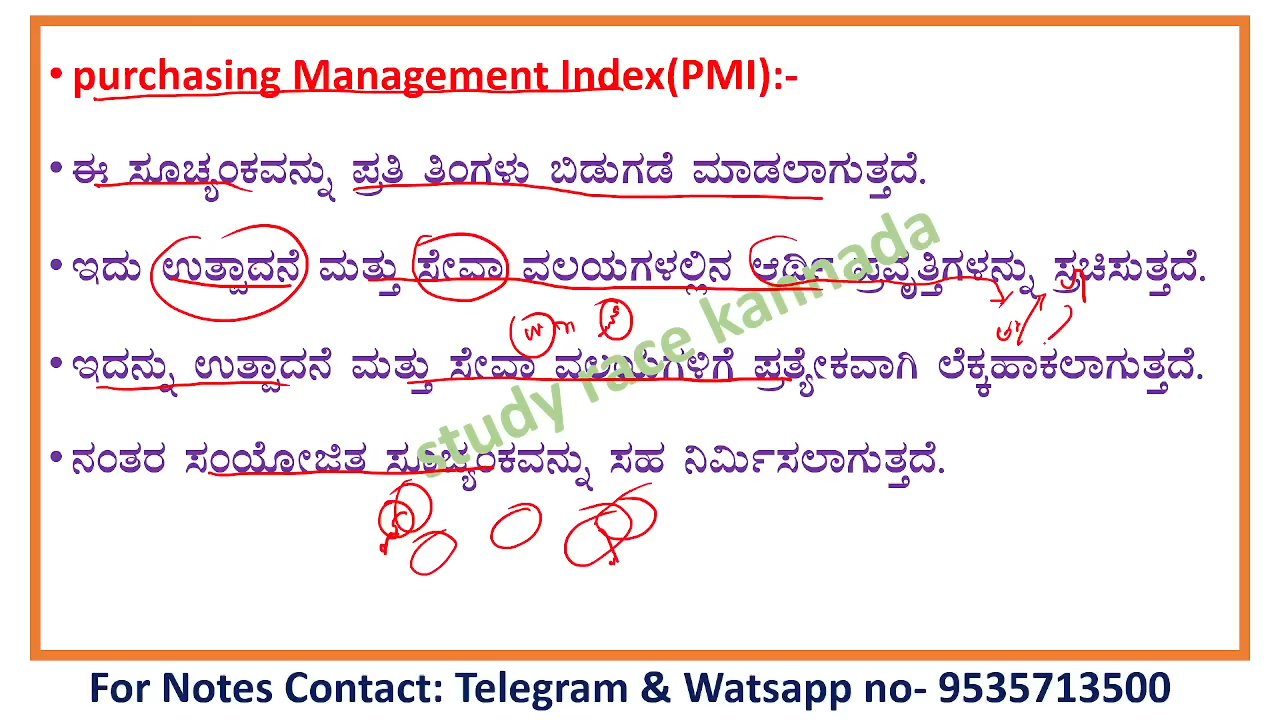 • purchasing Management Index(PMI):-
• ಈ ಸೂಚ್ಯಂಕವನ್ನು ಪ್ರತಿ ತಿಂಗಳು ಬಿಡುಗಡೆ ಮಾಡಲಾಗುತ್ತದೆ.
• ಇದು ಉತ್ಪಾದನೆ ಮತ್ತು ಸೇವಾ ವಲಯಗಳಲ್ಲಿನ ಆರ್ಥಿಕ ಪ್ರವೃತ್ತಿಗಳನ್ನು ಸೂಚಿಸುತ್ತದೆ.
• ಇದನ್ನು ಉತ್ಪಾದನೆ ಮತ್ತು ಸೇವಾ ವಲಯಗಳಿಗೆ ಪ್ರತ್ಯೇಕವಾಗಿ ಲೆಕ್ಕಹಾಕಲಾಗುತ್ತದೆ.
• ನಂತರ ಸಂಯೋಜಿತ ಸೂಚ್ಯಂಕವನ್ನು ಸಹ ನಿರ್ಮಿಸಲಾಗುತ್ತದೆ.
study race kannada
For Notes Contact: Telegram & Watsapp no- 9535713500